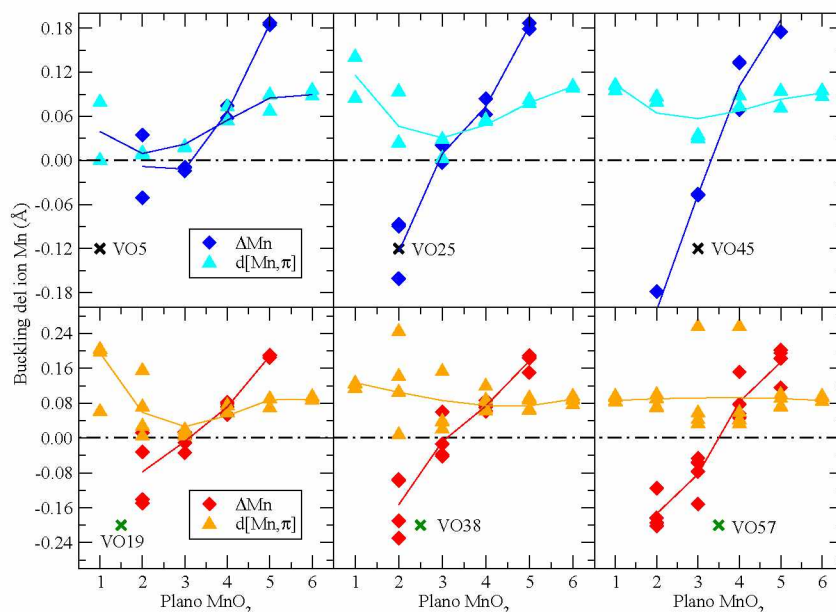 Buckling del ion Mn (Å)
0.18
0.12
0.06
0.00
-0.06
-0.12
-0.18
VO5
ΔMn
d[Mn,π]
VO25
VO45
0.24
0.16
0.08
0.00
-0.08
-0.16
-0.24
VO19
ΔMn
d[Mn,π]
VO38
ΔMn
d[Mn,π]
VO57
1 2 3 4 5 6 1 2 3 4 5 6 1 2 3 4 5 6
Plano MnO₂ Plano MnO₂ Plano MnO₂